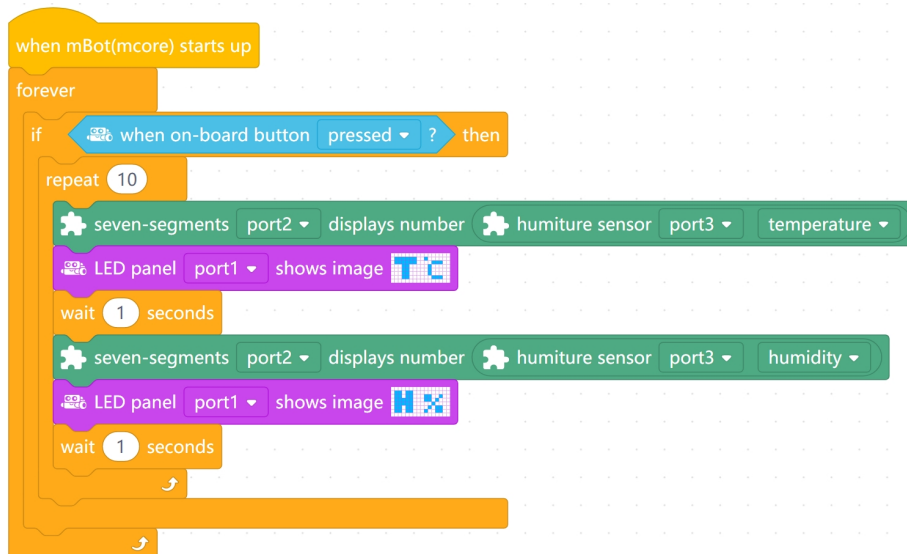 when mBot(mcore) starts up
forever
if when on-board button pressed ? then
repeat 10
seven-segments port2 displays number humiture sensor port3 temperature
LED panel port1 shows image T°C
wait 1 seconds
seven-segments port2 displays number humiture sensor port3 humidity
LED panel port1 shows image H
wait 1 seconds